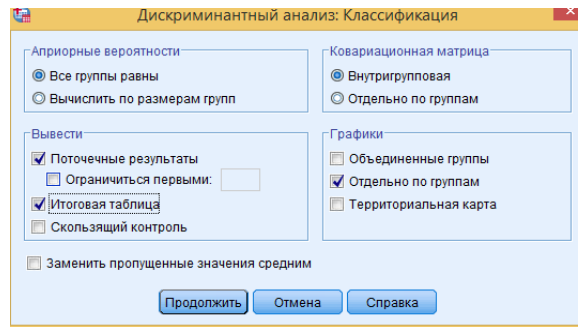 Дискриминантный анализ: Классификация
Априорные вероятности
Все группы равны
Вычислить по размерам групп
Ковариационная матрица
Внутригрупповая
Отдельно по группам
Вывести
Поточечные результаты
Ограничиться первыми:
Итоговая таблица
Скользящий контроль
Графики
Объединенные группы
Отдельно по группам
Территориальная карта
Заменить пропущенные значения средним
Продолжить Отмена Справка